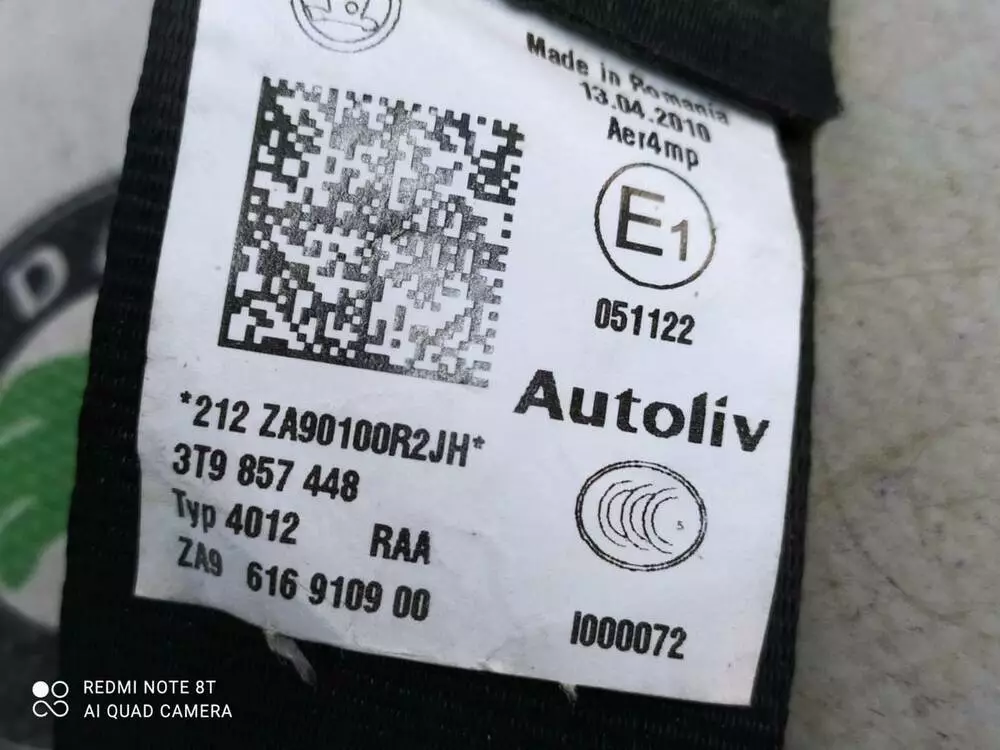 Made in Romania
13.04.2010
Aer4mp
E1
051122
Autoliv
*212 ZA90100R2JH*
3T9 857 448
Typ 4012 RAA
ZA9 616 9109 00
S
I000072
D
REDMI NOTE 8T
AI QUAD CAMERA